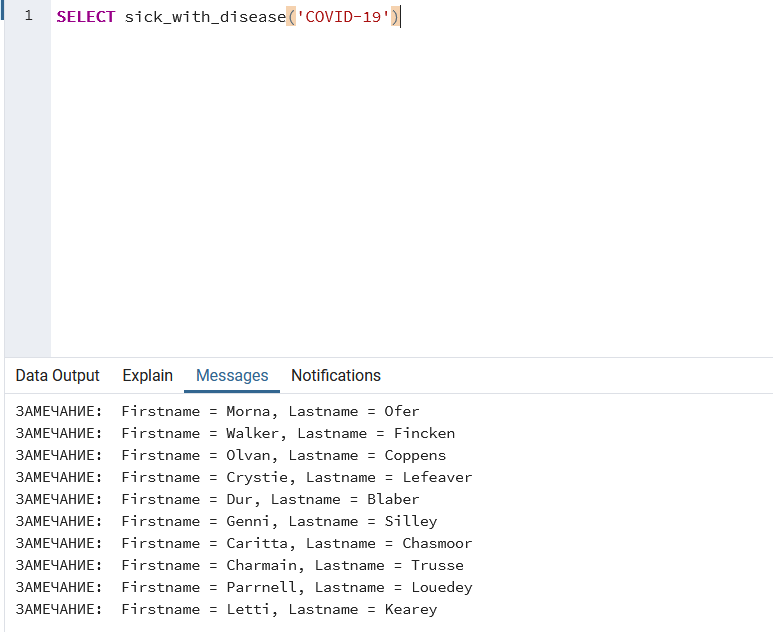 1 SELECT sick_with_disease('COVID-19')
Data Output Explain Messages Notifications
ЗАМЕЧАНИЕ: Firstname = Morna, Lastname = Ofer
ЗАМЕЧАНИЕ: Firstname = Walker, Lastname = Fincken
ЗАМЕЧАНИЕ: Firstname = Olvan, Lastname = Coppens
ЗАМЕЧАНИЕ: Firstname = Crystie, Lastname = Lefeaver
ЗАМЕЧАНИЕ: Firstname = Dur, Lastname = Blaber
ЗАМЕЧАНИЕ: Firstname = Genni, Lastname = Silley
ЗАМЕЧАНИЕ: Firstname = Caritta, Lastname = Chasmoor
ЗАМЕЧАНИЕ: Firstname = Charmain, Lastname = Trusse
ЗАМЕЧАНИЕ: Firstname = Parrnell, Lastname = Louedey
ЗАМЕЧАНИЕ: Firstname = Letti, Lastname = Kearey